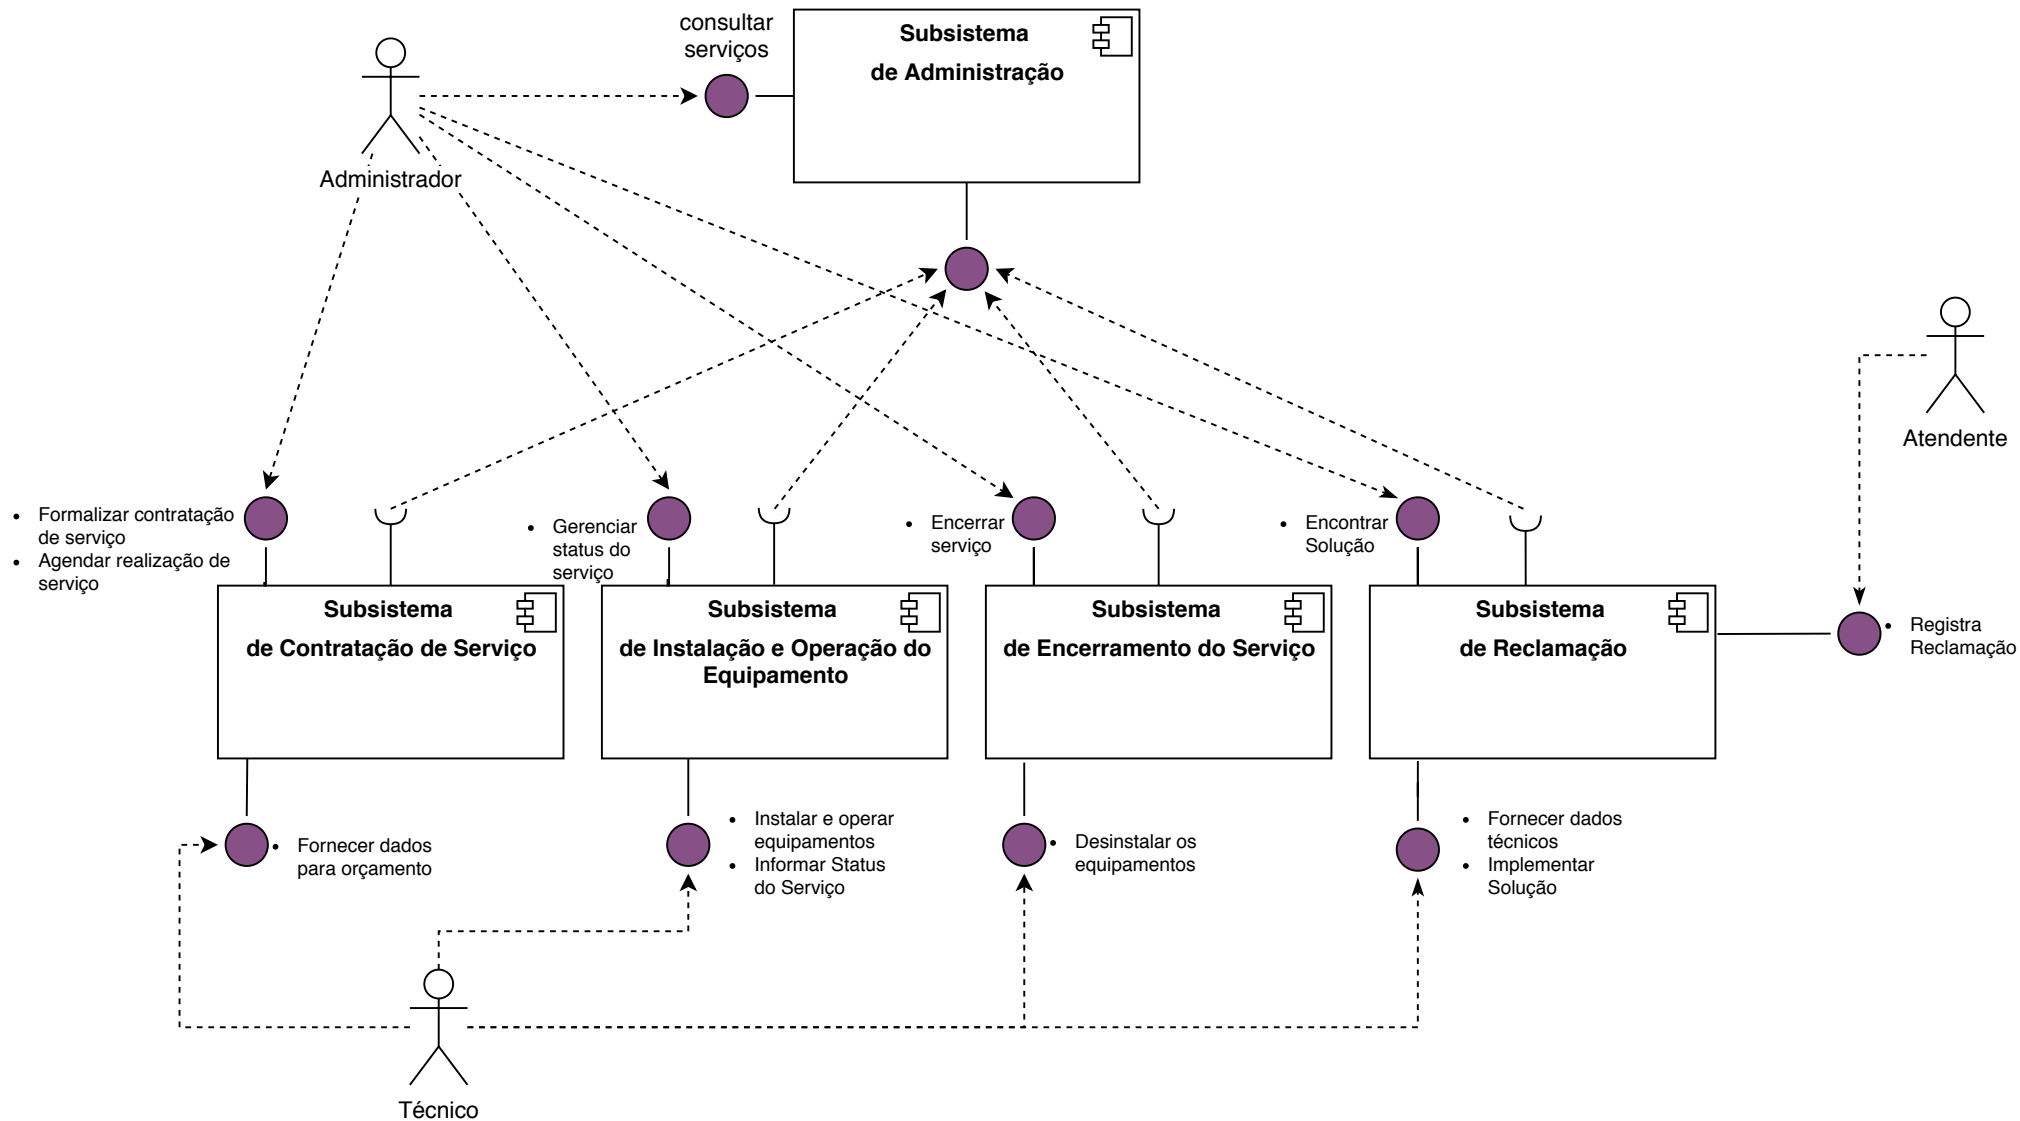 consultar
serviços
Subsistema
de Administração
Administrador
Atendente
• Formalizar contratação
de serviço
• Agendar realização de
serviço
• Gerenciar
status do
serviço
• Encerrar
serviço
• Encontrar
Solução
Subsistema
de Contratação de Serviço
Subsistema
de Instalação e Operação do
Equipamento
Subsistema
de Encerramento do Serviço
Subsistema
de Reclamação
• Registra
Reclamação
• Fornecer dados
para orçamento
• Instalar e operar
equipamentos
• Informar Status
do Serviço
• Desinstalar os
equipamentos
• Fornecer dados
técnicos
• Implementar
Solução
Técnico